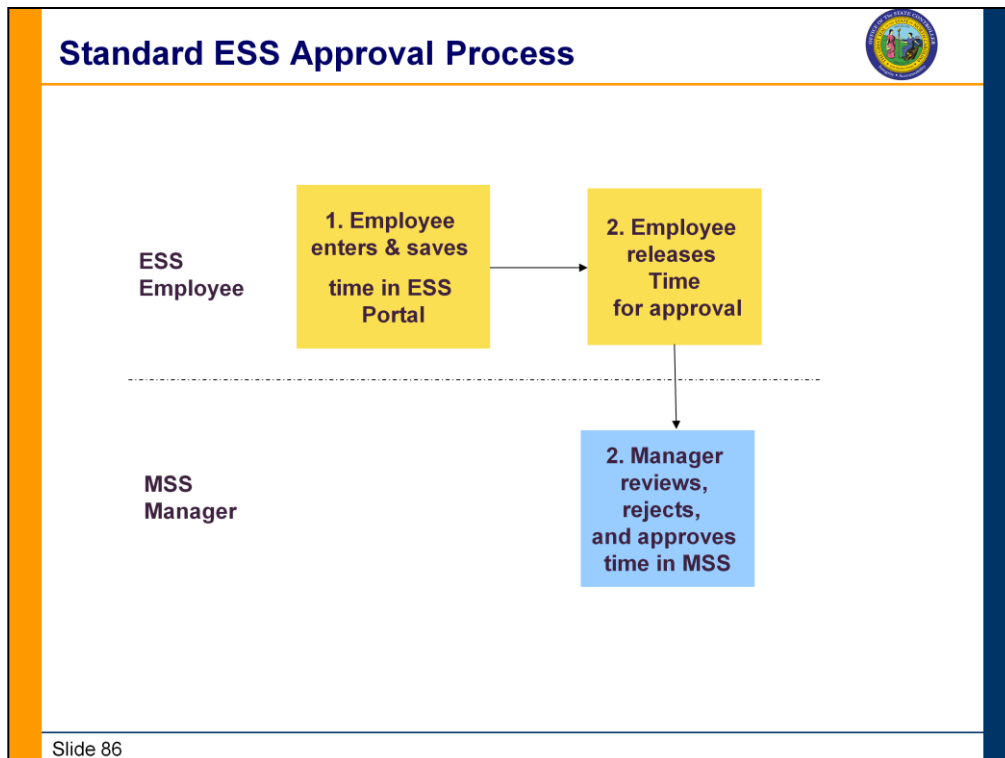 Standard ESS Approval Process
ESS
Employee
1. Employee
enters & saves
time in ESS
Portal
2. Employee
releases
Time
for approval
MSS
Manager
2. Manager
reviews,
rejects,
and approves
time in MSS
Slide 86